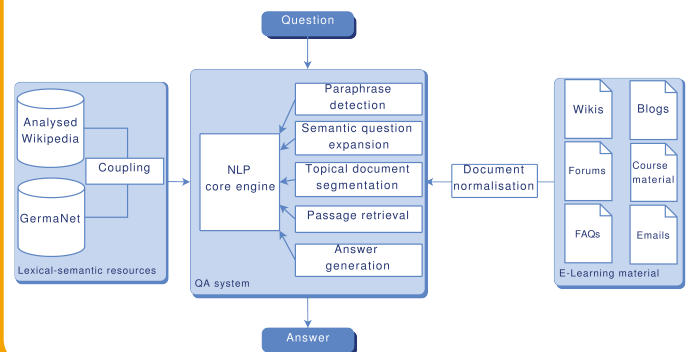 Question
Analysed
Wikipedia
Coupling
GermaNet
Lexical-semantic resources
NLP
core engine
Paraphrase
detection
Semantic question
expansion
Topical document
segmentation
Passage retrieval
Answer
generation
QA system
Document
normalisation
Wikis
Blogs
Forums
Course
material
FAQs
Emails
E-Learning material
Answer